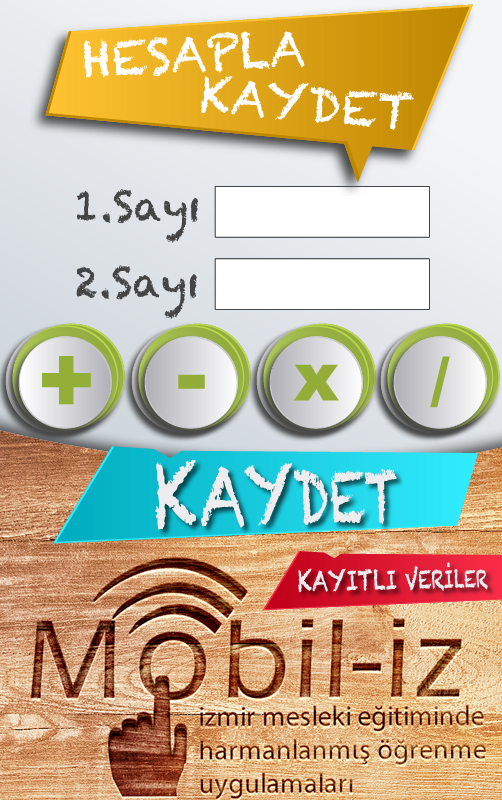 HESAPLA
KAYDET
1.Sayı
2.Sayı
+ - x /
KAYDET
KAYITLI VERİLER
Mobil-iz
izmir mesleki eğitiminde
harmanlanmış öğrenme
uygulamaları